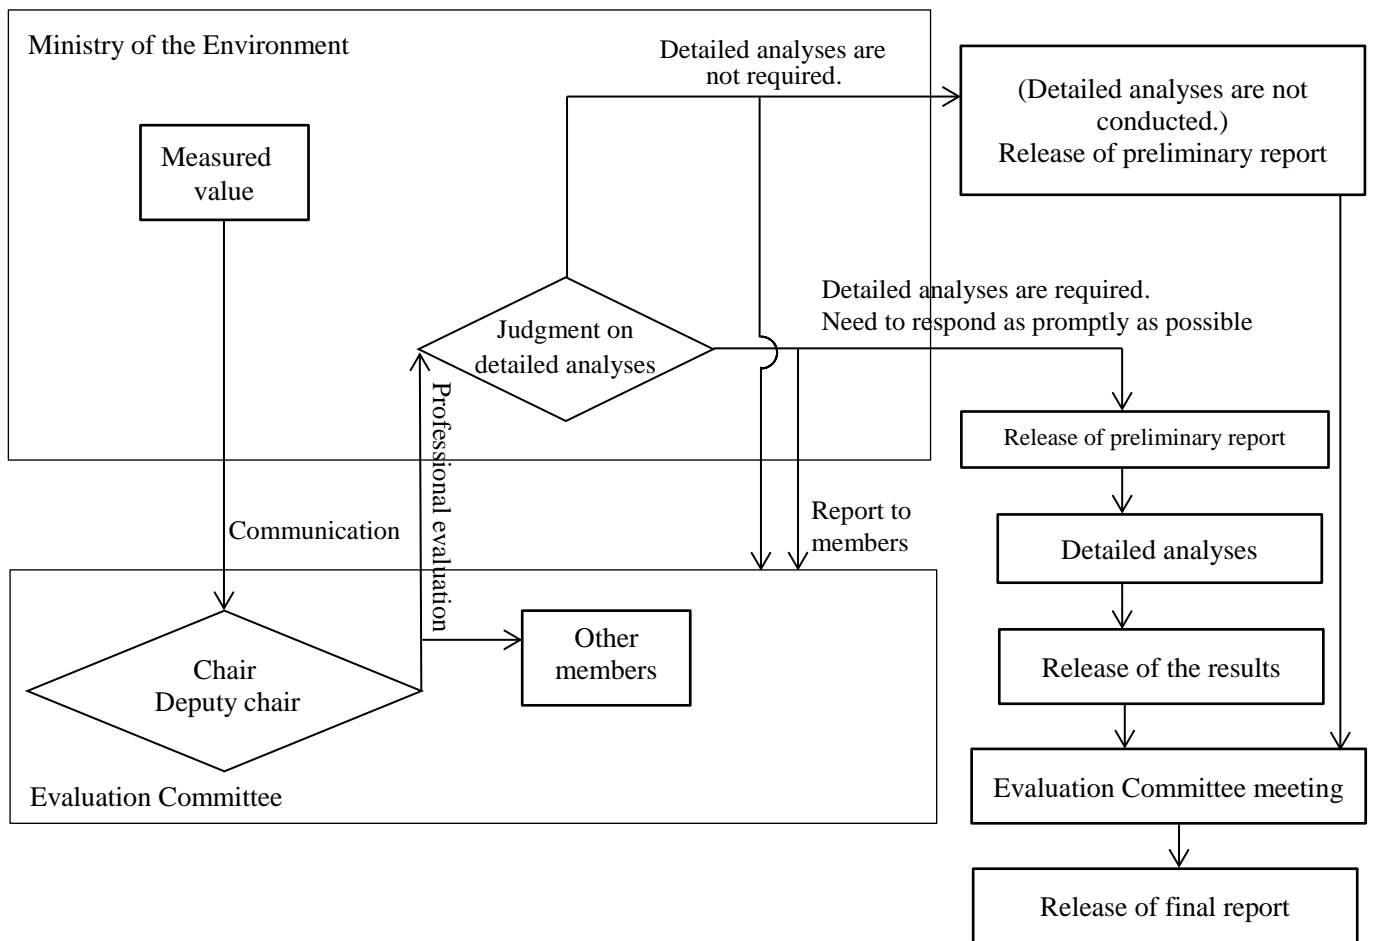 Ministry of the Environment
Detailed analyses are
not required.
(Detailed analyses are not
conducted.)
Release of preliminary report
Measured
value
Judgment on
detailed analyses
Detailed analyses are required.
Need to respond as promptly as possible
Professional evaluation
Release of preliminary report
Communication
Report to
members
Detailed analyses
Other
members
Chair
Deputy chair
Release of the results
Evaluation Committee
Evaluation Committee meeting
Release of final report